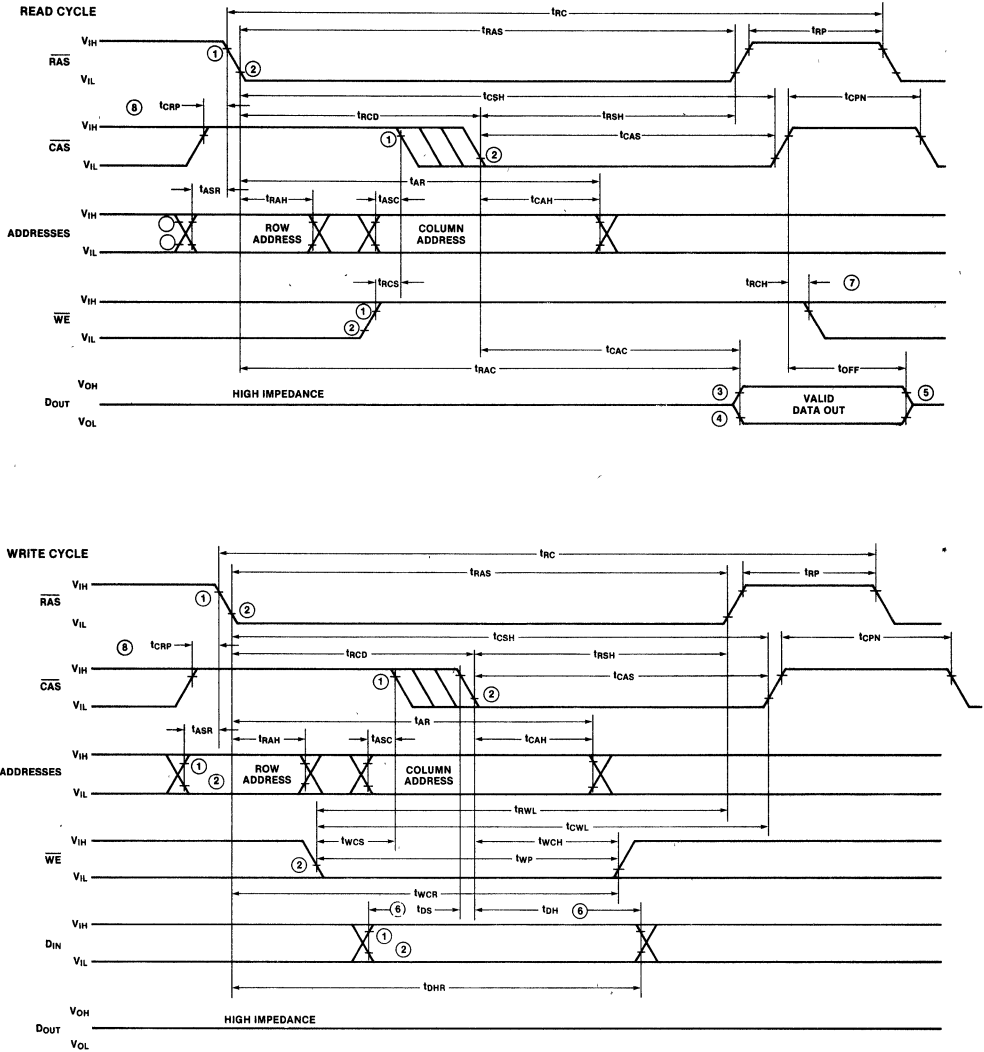 READ CYCLE
tRC
tRAS
tRP
VIH
RAS
VIL
1
2
tCSH
tCPN
8
tCRP
tRCD
tRSH
tCAS
VIH
CAS
VIL
1
2
tAR
tASR
tRAH
tASC
tCAH
VIH
ADDRESSES
VIL
ROW ADDRESS
COLUMN ADDRESS
tRCS
tRCH
7
VIH
WE
VIL
1
2
tCAC
tRAC
tOFF
VOH
DOUT
VOL
HIGH IMPEDANCE
3
4
VALID DATA OUT
5
WRITE CYCLE
tRC
tRAS
tRP
VIH
RAS
VIL
1
2
tCSH
tCPN
8
tCRP
tRCD
tRSH
tCAS
VIH
CAS
VIL
1
2
tAR
tASR
tRAH
tASC
tCAH
VIH
ADDRESSES
VIL
1
2
ROW ADDRESS
COLUMN ADDRESS
tRWL
tCWL
VIH
WE
VIL
tWCS
tWCH
2
tWP
tWCR
6
tDS
tDH
6
VIH
DIN
VIL
1
2
tDHR
VOH
DOUT
VOL
HIGH IMPEDANCE